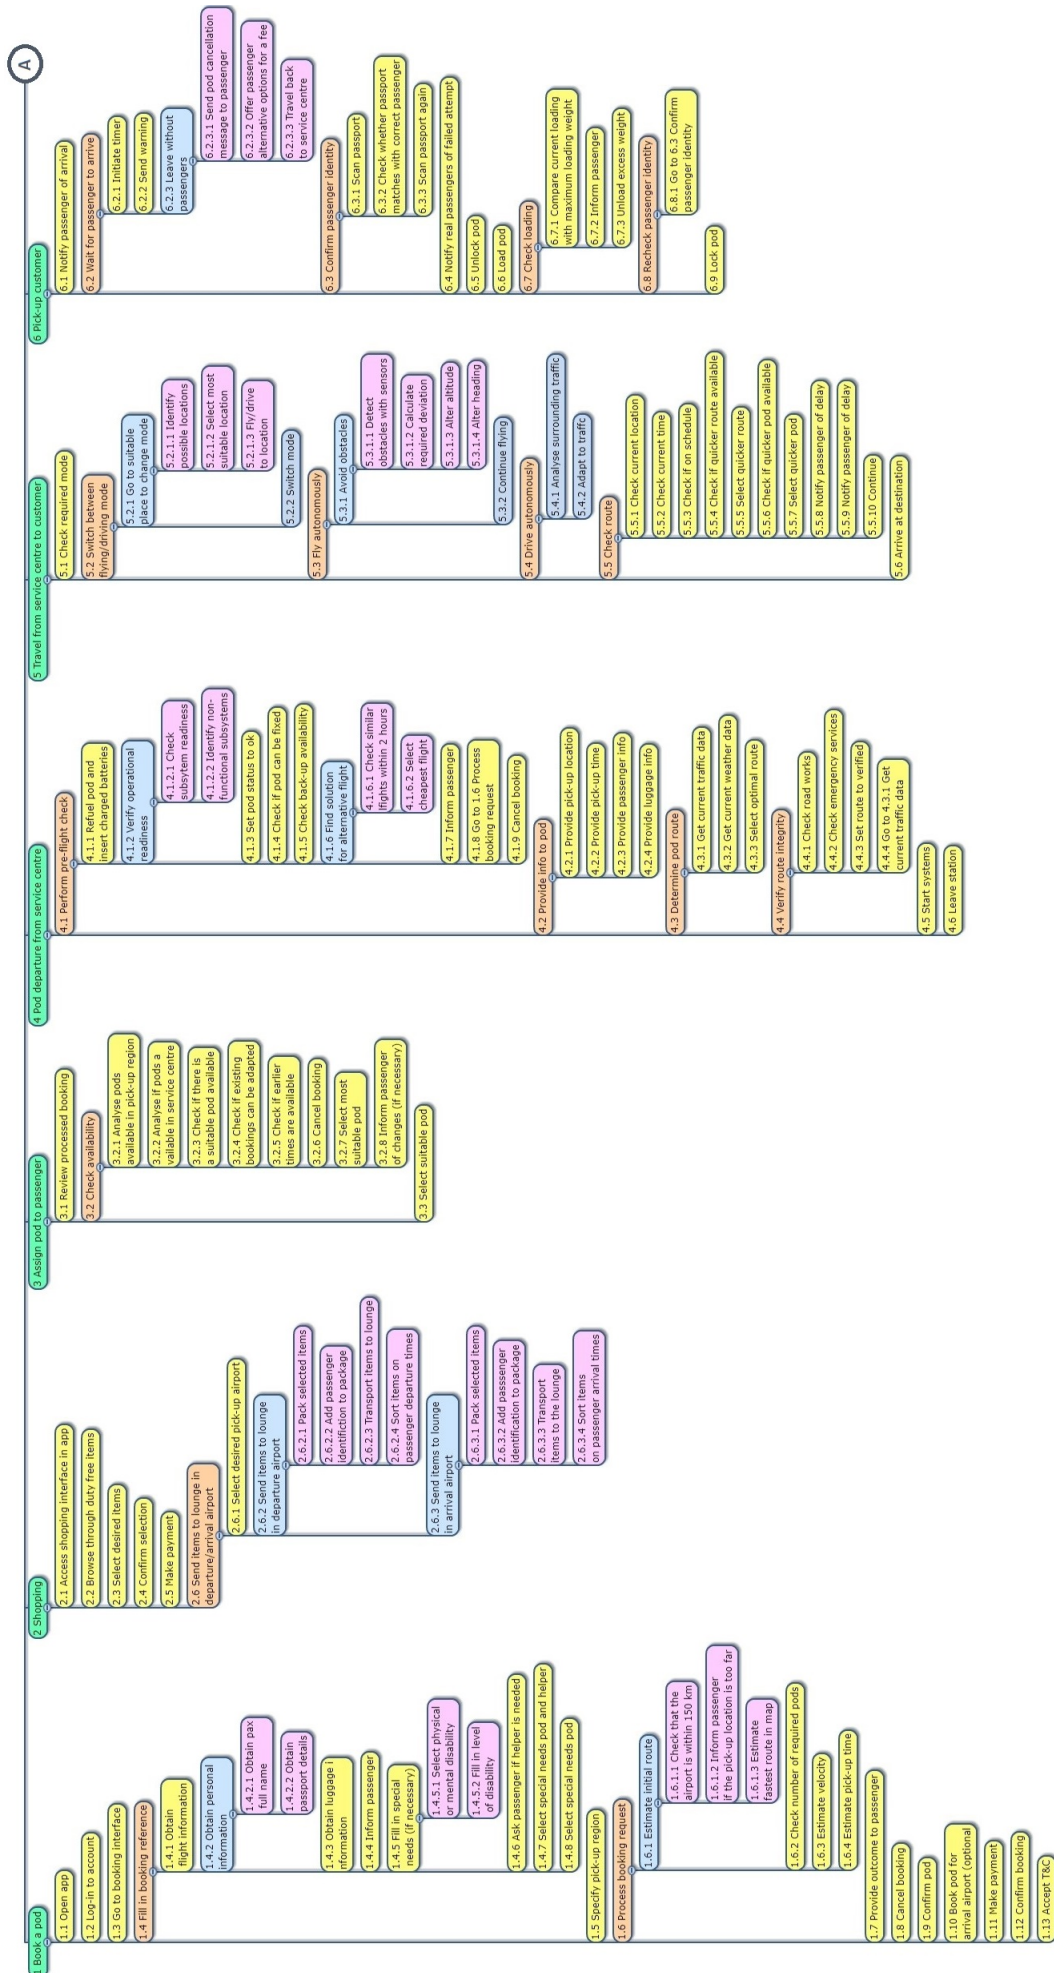 A
1 Book a pod
1.1 Open app
1.2 Log-in to account
1.3 Go to booking interface
1.4 Fill in booking reference
1.4.1 Obtain
flight information
1.4.2 Obtain personal
information
1.4.2.1 Obtain pax
full name
1.4.2.2 Obtain
passport details
1.4.3 Obtain luggage i
nformation
1.4.4 Inform passenger
1.4.5 Fill in special
needs (if necessary)
1.4.5.1 Select physical
or mental disability
1.4.5.2 Fill in level
of disability
1.4.6 Ask passenger if helper is needed
1.4.7 Select special needs pod and helper
1.4.8 Select special needs pod
1.5 Specify pick-up region
1.6 Process booking request
1.6.1 Estimate initial route
1.6.1.1 Check that the
airport is within 150 km
1.6.1.2 Inform passenger
if the pick-up location is too far
1.6.1.3 Estimate
fastest route in map
1.6.2 Check number of required pods
1.6.3 Estimate velocity
1.6.4 Estimate pick-up time
1.7 Provide outcome to passenger
1.8 Cancel booking
1.9 Confirm pod
1.10 Book pod for
arrival airport (optional
1.11 Make payment
1.12 Confirm booking
1.13 Accept T&C
2 Shopping
2.1 Access shopping interface in app
2.2 Browse through duty free items
2.3 Select desired items
2.4 Confirm selection
2.5 Make payment
2.6 Send items to lounge in
departure/arrival airport
2.6.1 Select desired pick-up airport
2.6.2 Send items to lounge
in departure airport
2.6.2.1 Pack selected items
2.6.2.2 Add passenger
identifiction to package
2.6.2.3 Transport items to lounge
2.6.2.4 Sort items on
passenger departure times
2.6.3 Send items to lounge
in arrival airport
2.6.3.1 Pack selected items
2.6.3.2 Add passsenger
identification to package
2.6.3.3 Transport
items to the lounge
2.6.3.4 Sort items
on passenger arrival times
3 Assign pod to passenger
3.1 Review processed booking
3.2 Check availability
3.2.1 Analyse pods
available in pick-up region
3.2.2 Analyse if pods a
vailable in service centre
3.2.3 Check if there is
a suitable pod available
3.2.4 Check if existing
bookings can be adapted
3.2.5 Check if earlier
times are available
3.2.6 Cancel booking
3.2.7 Select most
suitable pod
3.2.8 Inform passenger
of changes (if necessary)
3.3 Select suitable pod
4 Pod departure from service centre
4.1 Perform pre-flight check
4.1.1 Refuel pod and
insert charged batteries
4.1.2 Verify operational
readiness
4.1.2.1 Check
subsytem readiness
4.1.2.2 Identify non-
functional subsystems
4.1.3 Set pod status to ok
4.1.4 Check if pod can be fixed
4.1.5 Check back-up availability
4.1.6 Find solution
for alternative flight
4.1.6.1 Check similar
lfights within 2 hours
4.1.6.2 Select
cheapest flight
4.1.7 Inform passenger
4.1.8 Go to 1.6 Process
booking request
4.1.9 Cancel booking
4.2 Provide info to pod
4.2.1 Provide pick-up location
4.2.2 Provide pick-up time
4.2.3 Provide passenger info
4.2.4 Provide luggage info
4.3 Determine pod route
4.3.1 Get current traffic data
4.3.2 Get current weather data
4.3.3 Select optimal route
4.4 Verify route integrity
4.4.1 Check road works
4.4.2 Check emergency services
4.4.3 Set route to verified
4.4.4 Go to 4.3.1 Get
current traffic data
4.5 Start systems
4.6 Leave station
5 Travel from service centre to customer
5.1 Check required mode
5.2 Switch between
flying/driving mode
5.2.1 Go to suitable
place to change mode
5.2.1.1 Identify
possible locations
5.2.1.2 Select most
suitable location
5.2.1.3 Fly/drive
to location
5.2.2 Switch mode
5.3 Fly autonomously
5.3.1 Avoid obstacles
5.3.1.1 Detect
obstacles with sensors
5.3.1.2 Calculate
required deviation
5.3.1.3 Alter altitude
5.3.1.4 Alter heading
5.3.2 Continue flying
5.4 Drive autonomously
5.4.1 Analyse surrounding traffic
5.4.2 Adapt to traffc
5.5 Check route
5.5.1 Check current location
5.5.2 Check current time
5.5.3 Check if on schedule
5.5.4 Check if quicker route available
5.5.5 Select quicker route
5.5.6 Check if quicker pod available
5.5.7 Select quicker pod
5.5.8 Notify passenger of delay
5.5.9 Notify passenger of delay
5.5.10 Continue
5.6 Arrive at destination
6 Pick-up customer
6.1 Notify passenger of arrival
6.2 Wait for passenger to arrive
6.2.1 Initiate timer
6.2.2 Send warning
6.2.3 Leave without
passengers
6.2.3.1 Send pod cancellation
message to passenger
6.2.3.2 Offer passenger
alternative options for a fee
6.2.3.3 Travel back
to service centre
6.3 Confirm passenger identity
6.3.1 Scan passport
6.3.2 Check whether passport
matches with correct passenger
6.3.3 Scan passport again
6.4 Notify real passengers of failed attempt
6.5 Unlock pod
6.6 Load pod
6.7 Check loading
6.7.1 Compare current loading
with maximum loading weight
6.7.2 Inform passenger
6.7.3 Unload excess weight
6.8 Recheck passenger identity
6.8.1 Go to 6.3 Confirm
passenger identity
6.9 Lock pod